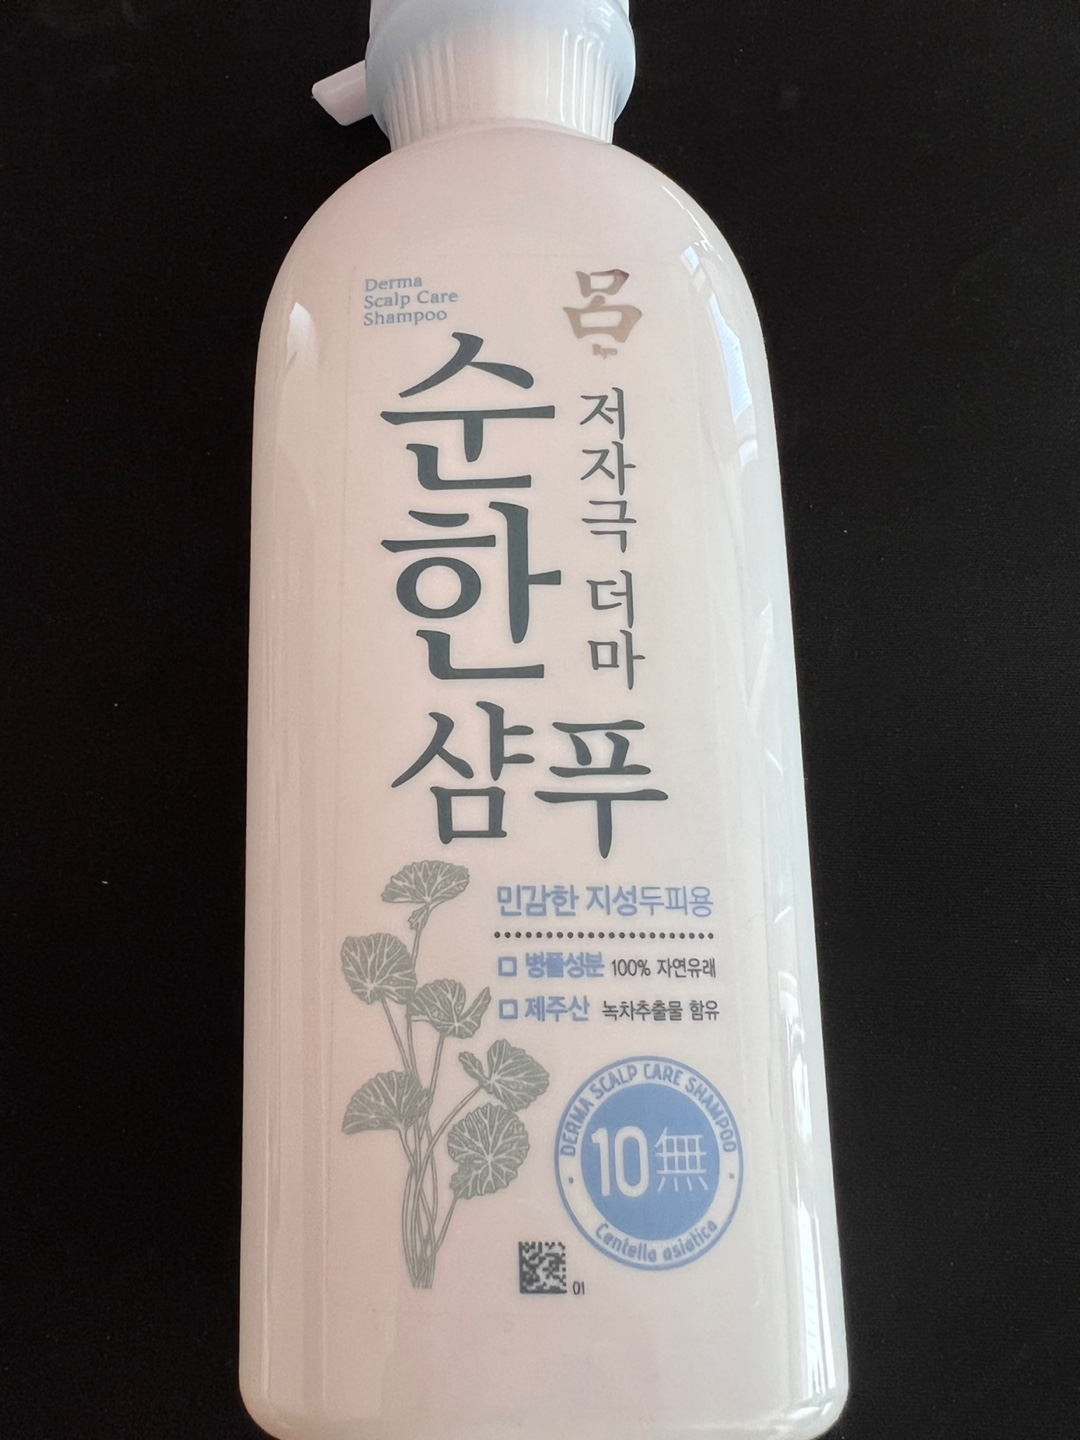 Derma
Scalp Care
Shampoo
저자극 더마
순한
샴푸
민감한 지성두피용
병풀성분 100% 자연유래
제주산 녹차추출물 함유
DERMA SCALP CARE SHAMPOO
10無
Centella asiatica
01